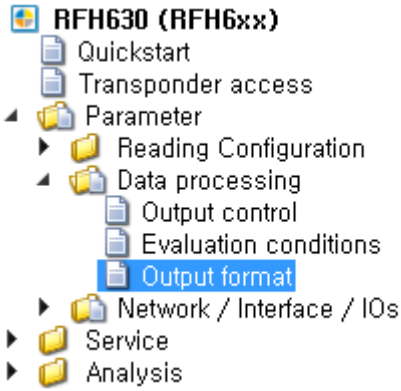 RFH630 (RFH6xx)
Quickstart
Transponder access
Parameter
Reading Configuration
Data processing
Output control
Evaluation conditions
Output format
Network / Interface / IOs
Service
Analysis